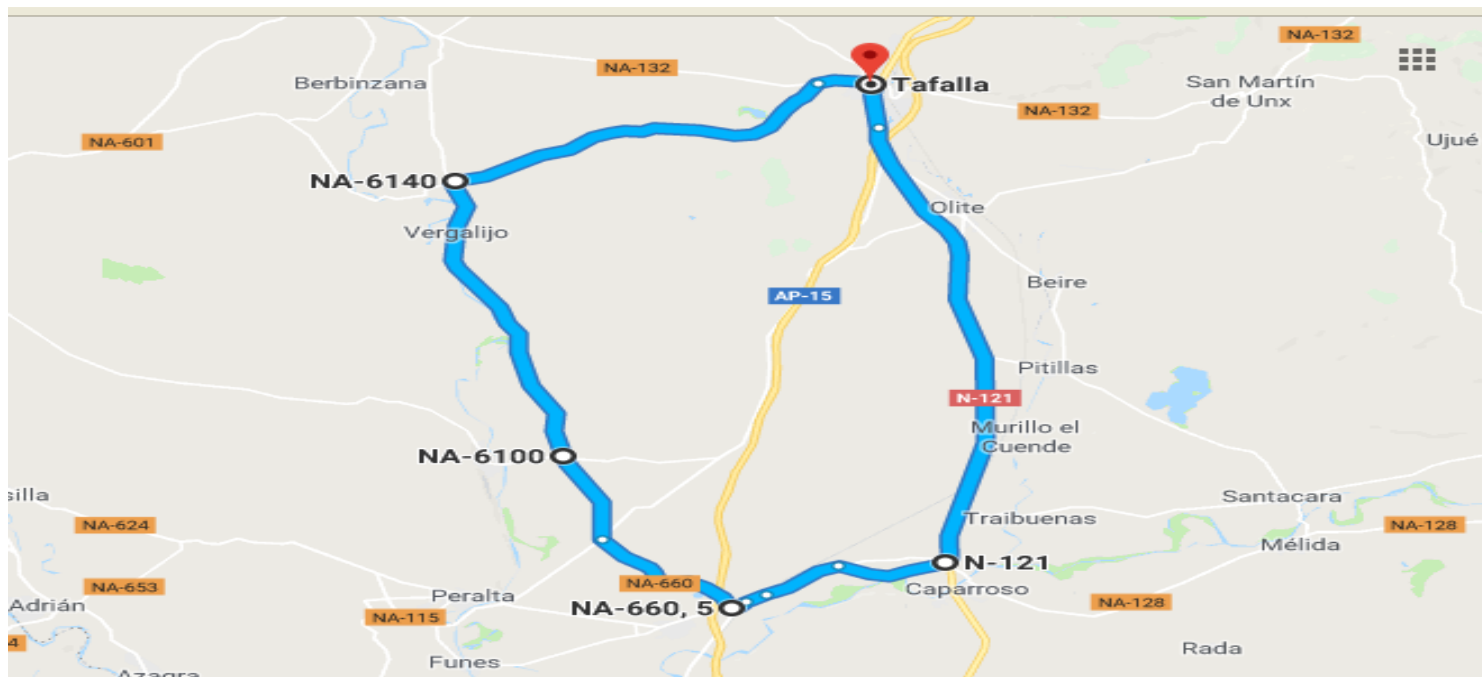 NA-132
NA-132
Berbinzana
Tafalla
San Martín
de Unx
NA-132
NA-601
Ujué
NA-6140
Olite
Vergalijo
Beire
AP-15
Pitillas
N-121
Murillo el
Cuende
NA-6100
silla
Santacara
NA-624
Traibuenas
NA-128
Mélida
N-121
NA-660
NA-653
Peralta
Caparroso
Adrián
NA-660, 5
NA-128
NA-115
4
Rada
Funes
Azagra